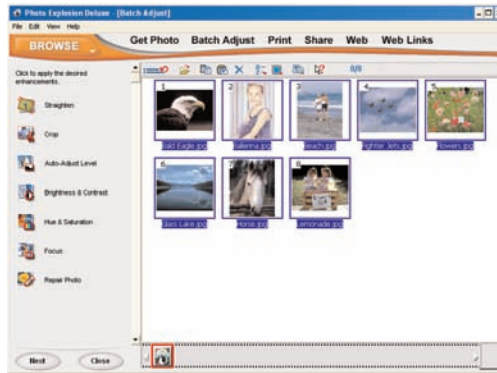 Photo Explosion Deluxe - [Batch Adjust]
File Edit View Help
BROWSE Get Photo Batch Adjust Print Share Web Web Links
Click to apply the desired
enhancements.
Straighten
Crop
Auto-Adjust Level
Brightness & Contrast
Hue & Saturation
Focus
Repair Photo
Next Close
1 2 3 4 5
Bald Eagle.jpg Ballerina.jpg Beach.jpg Fighter Jets.jpg Flowers.jpg
6 7 8
Glass Lake.jpg Horse.jpg Lemonade.jpg